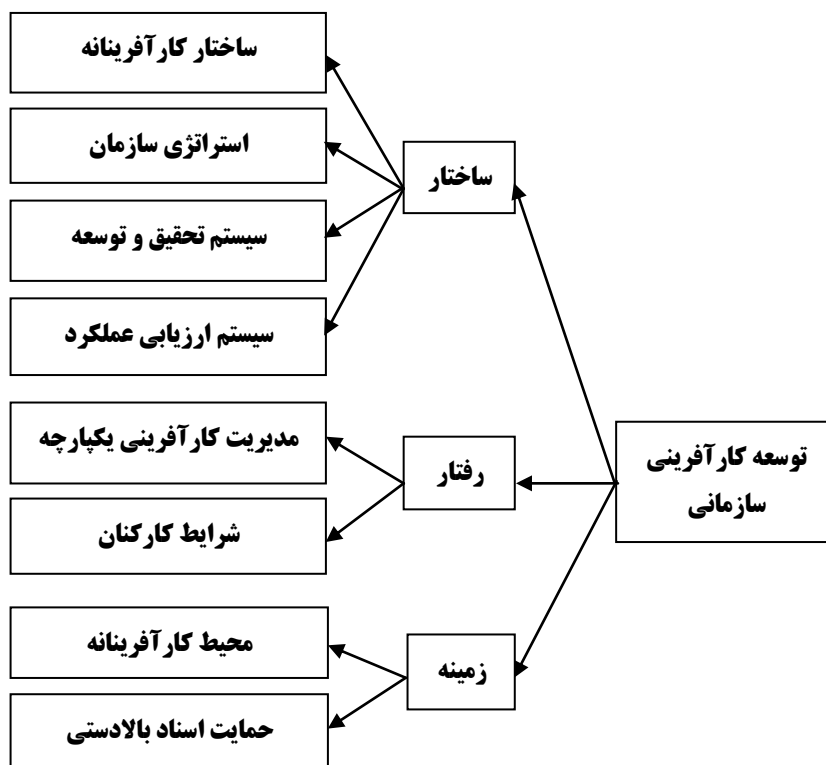 ساختار کارآفرینانه
استراتژی سازمان
سیستم تحقیق و توسعه
سیستم ارزیابی عملکرد
ساختار
مدیریت کارآفرینی یکپارچه
شرایط کارکنان
رفتار
محیط کارآفرینانه
حمایت اسناد بالادستی
زمینه
توسعه کارآفرینی
سازمانی